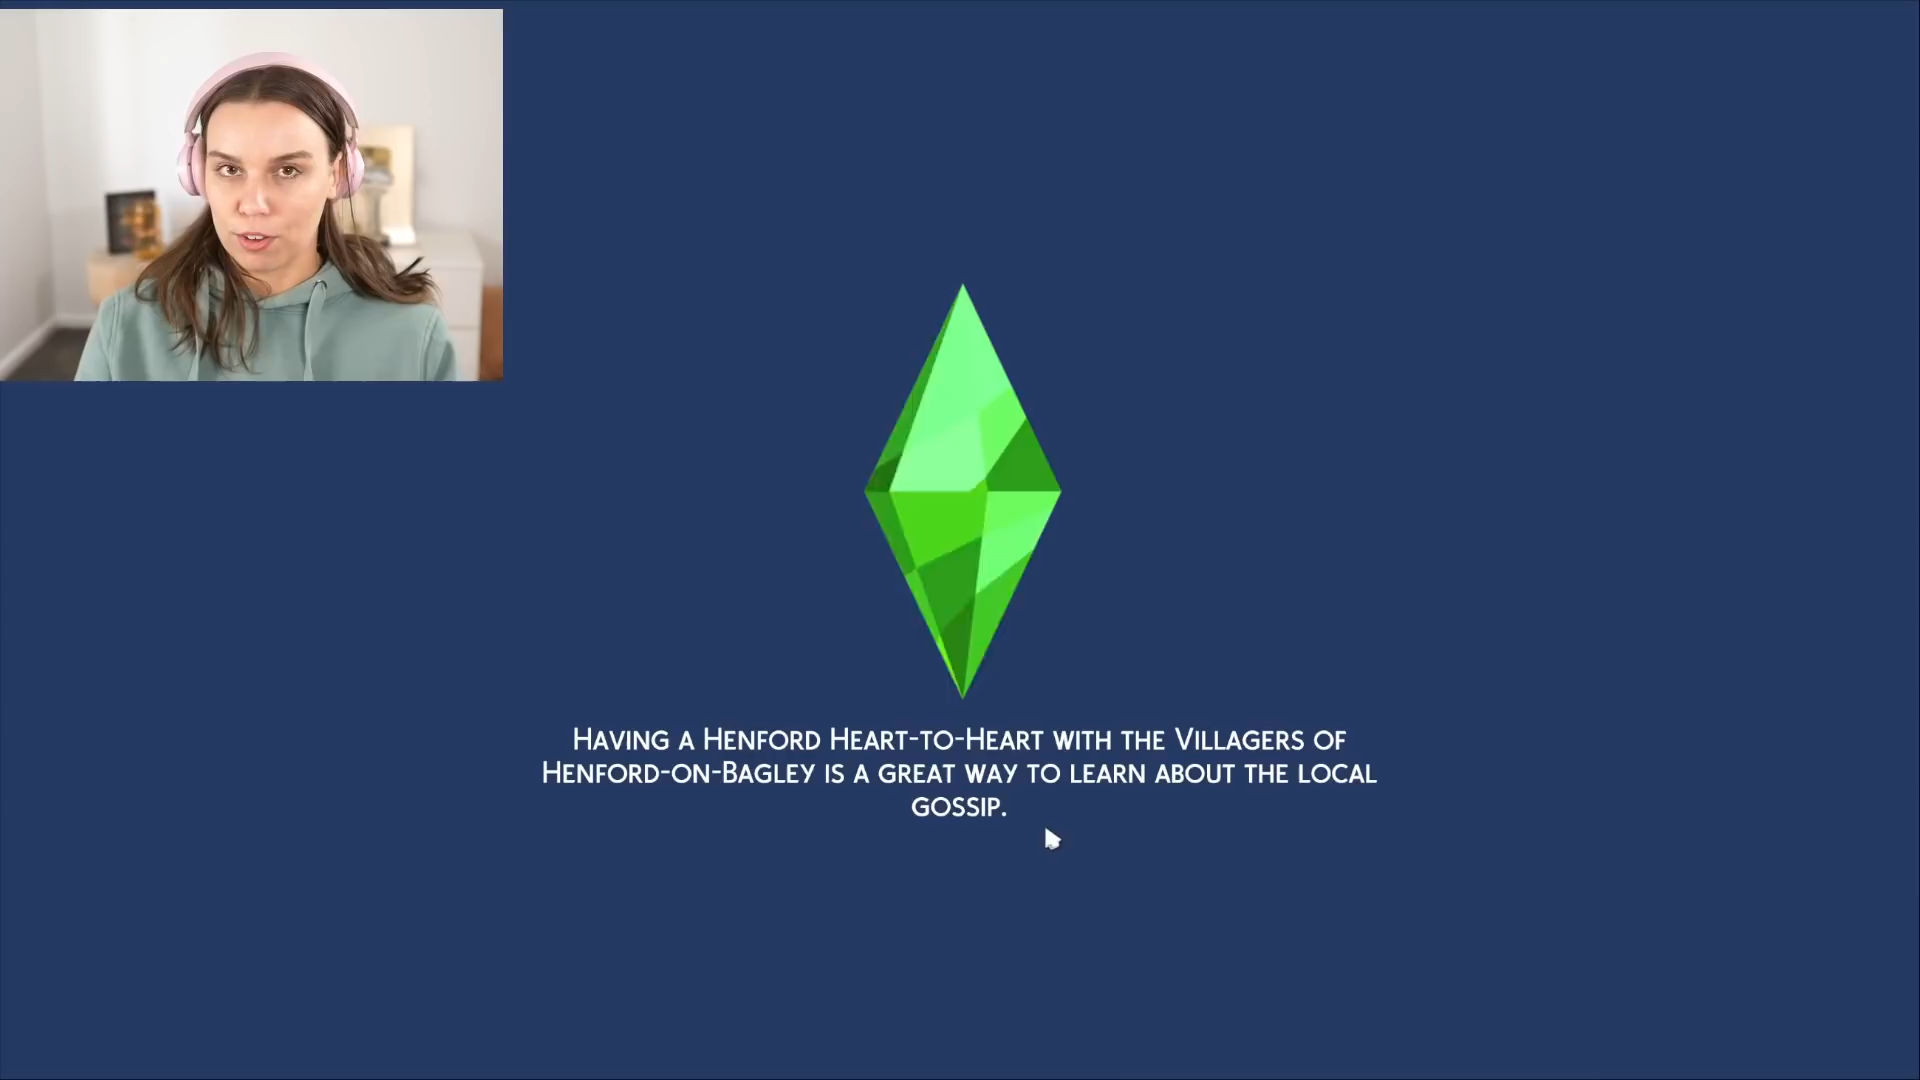 Having a Henford Heart-to-Heart with the Villagers of
Henford-on-Bagley is a great way to learn about the local
gossip.